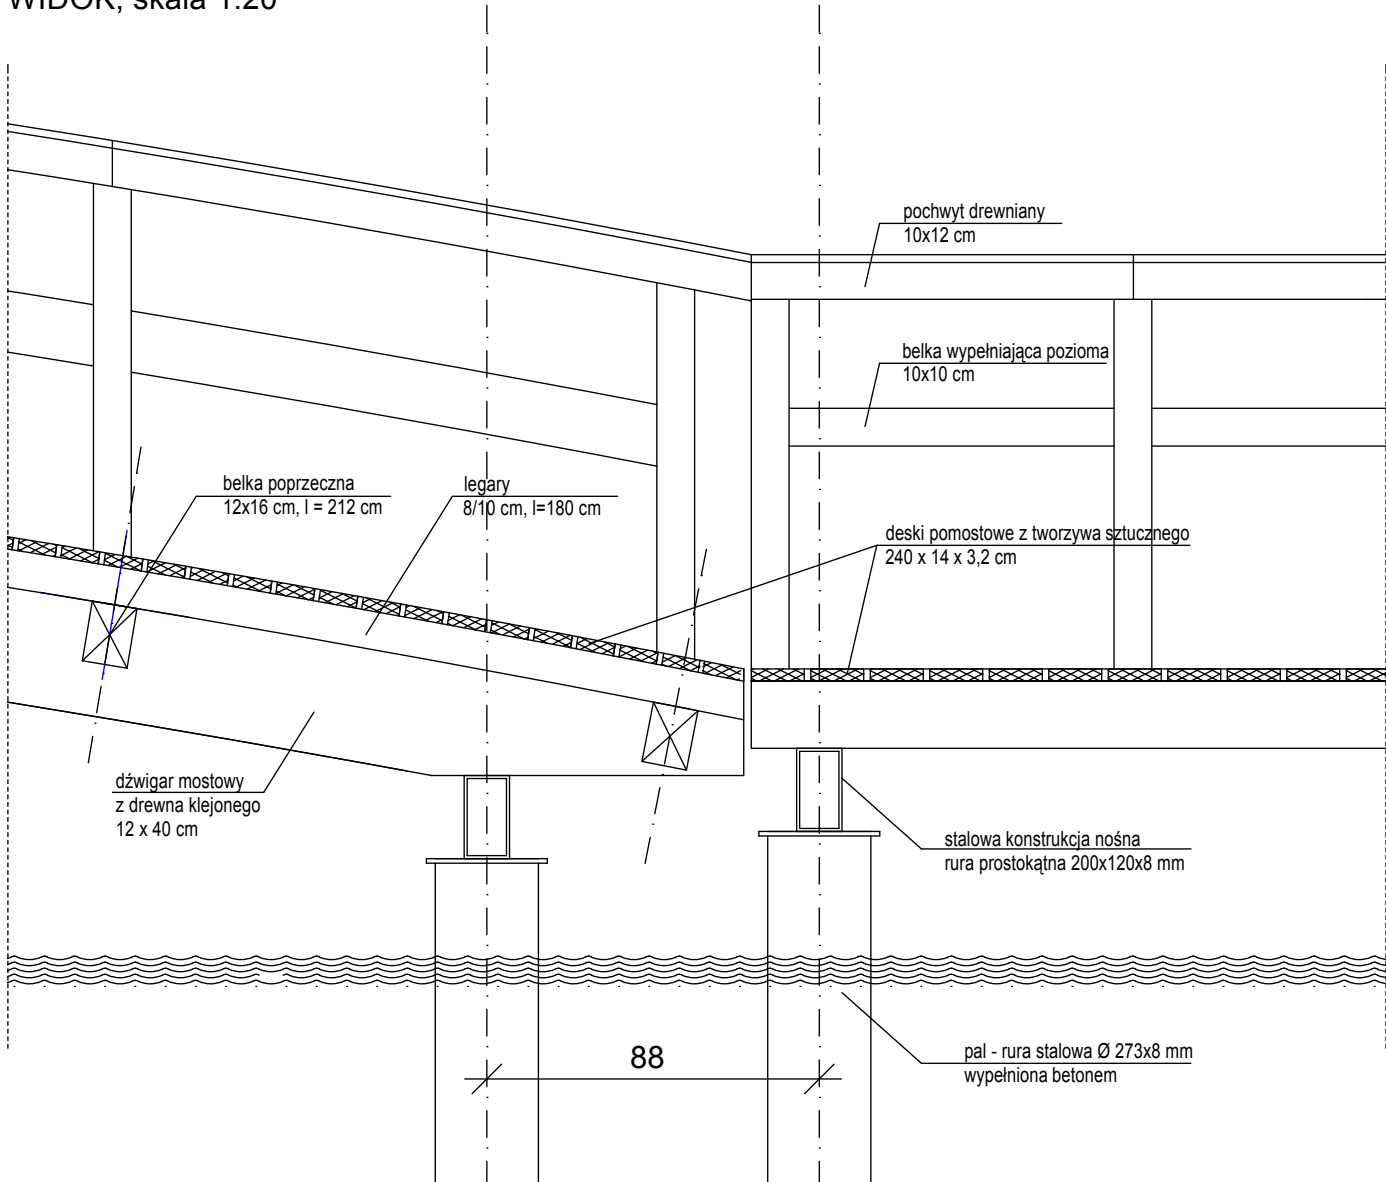 WIDOK, skala 1:20
pochwyt drewniany
10x12 cm
belka wypełniająca pozioma
10x10 cm
belka poprzeczna
12x16 cm, l = 212 cm
legary
8/10 cm, l=180 cm
deski pomostowe z tworzywa sztucznego
240 x 14 x 3,2 cm
dźwigar mostowy
z drewna klejonego
12 x 40 cm
stalowa konstrukcja nośna
rura prostokątna 200x120x8 mm
88
pal - rura stalowa Ø 273x8 mm
wypełniona betonem